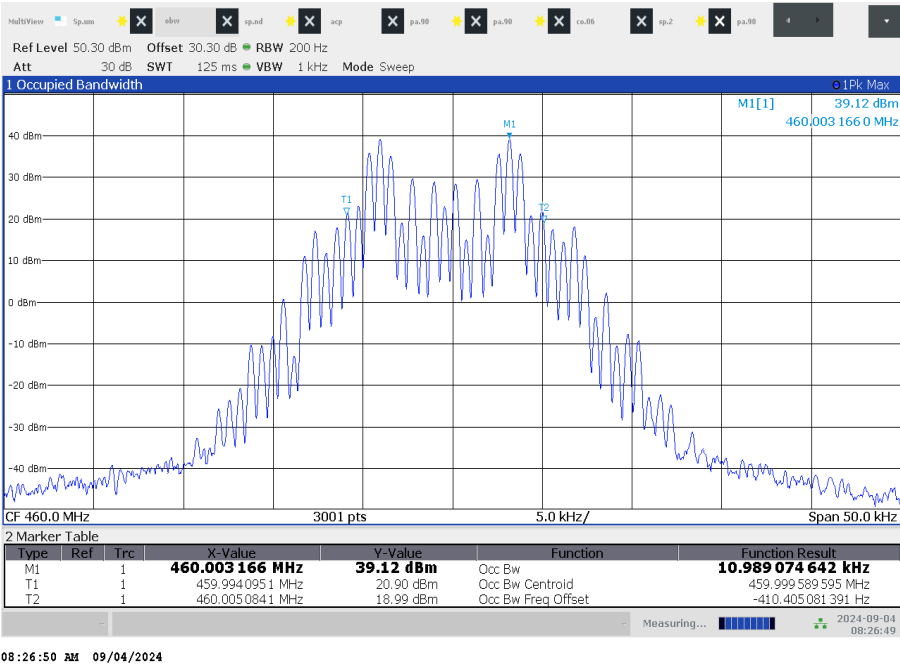 MultiView Sp.um obw sp.nd acp pa.90 pa.90 co.06 sp.2 pa.90
Ref Level 50.30 dBm Offset 30.30 dB RBW 200 Hz
Att 30 dB SWT 125 ms VBW 1 kHz Mode Sweep
1 Occupied Bandwidth 1Pk Max
M1[1] 39.12 dBm
460.003 166 0 MHz
M1
40 dBm
30 dBm
T1
T2
20 dBm
10 dBm
0 dBm
-10 dBm
-20 dBm
-30 dBm
-40 dBm
CF 460.0 MHz 3001 pts 5.0 kHz/ Span 50.0 kHz
2 Marker Table
Type Ref Trc X-Value Y-Value Function Function Result
M1 1 460.003 166 MHz 39.12 dBm Occ Bw 10.989 074 642 kHz
T1 1 459.994 095 1 MHz 20.90 dBm Occ Bw Centroid 459.999 589 595 MHz
T2 1 460.005 084 1 MHz 18.99 dBm Occ Bw Freq Offset -410.405 081 391 Hz
Measuring... 2024-09-04
08:26:49
08:26:50 AM 09/04/2024